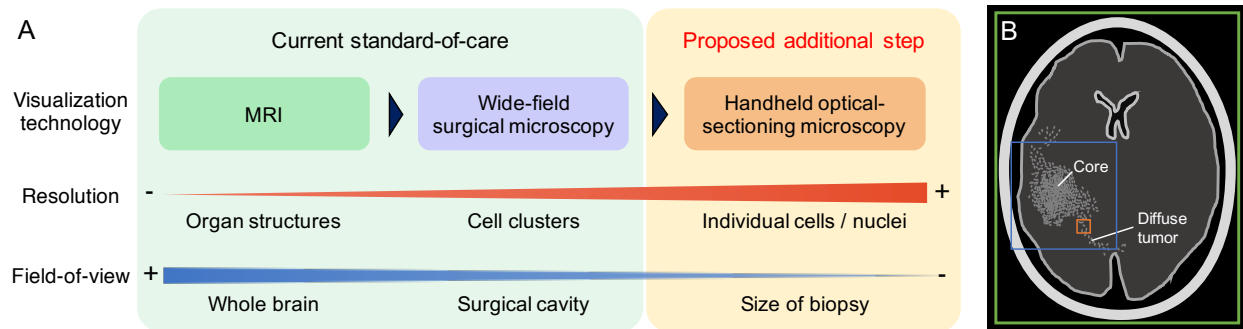 A
Current standard-of-care
Proposed additional step
Visualization
technology
MRI
Wide-field
surgical microscopy
Handheld optical-
sectioning microscopy
Resolution
-
+
Organ structures
Cell clusters
Individual cells / nuclei
Field-of-view
+
-
Whole brain
Surgical cavity
Size of biopsy
B
Core
Diffuse
tumor